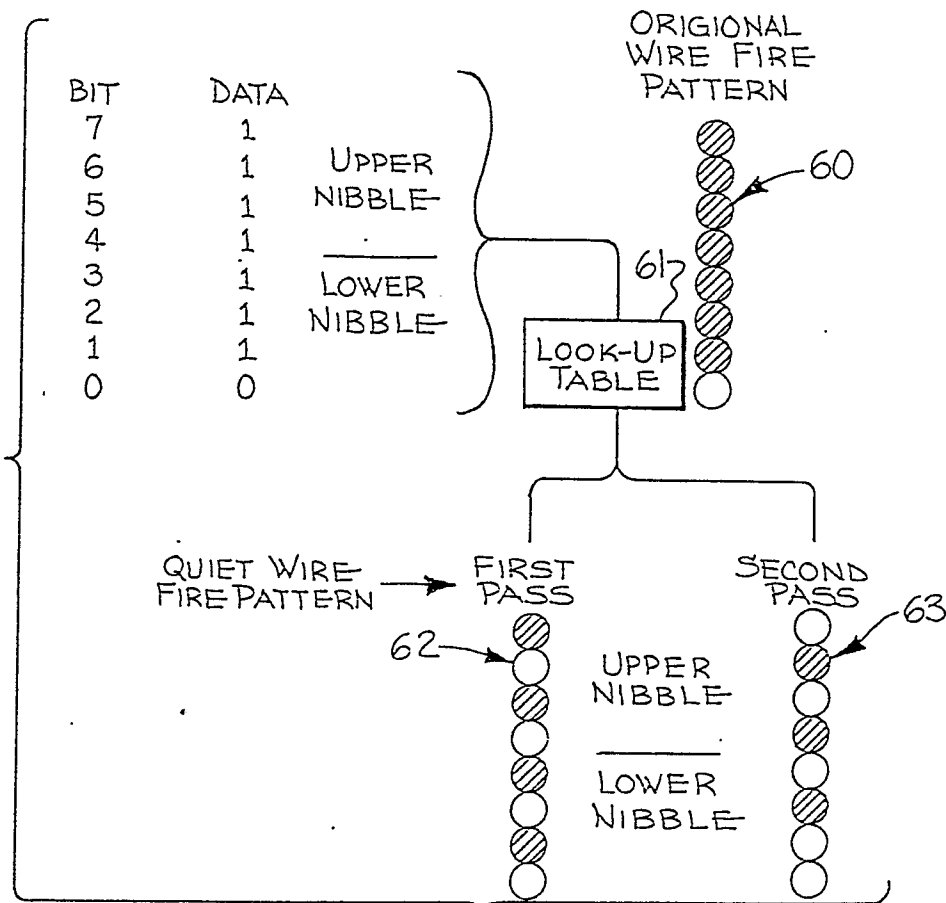 ORIGIONAL
WIRE FIRE
PATTERN
BIT DATA
7 1
6 1
5 1
4 1
3 1
2 1
1 1
0 0
UPPER
NIBBLE
LOWER
NIBBLE
60
61
LOOK-UP
TABLE
QUIET WIRE
FIRE PATTERN
FIRST
PASS
SECOND
PASS
62
63
UPPER
NIBBLE
LOWER
NIBBLE